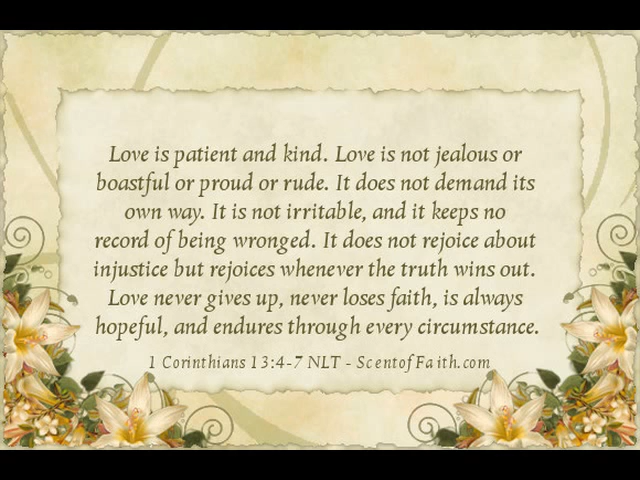 Love is patient and kind. Love is not jealous or
boastful or proud or rude. It does not demand its
own way. It is not irritable, and it keeps no
record of being wronged. It does not rejoice about
injustice but rejoices whenever the truth wins out.
Love never gives up, never loses faith, is always
hopeful, and endures through every circumstance.
1 Corinthians 13:4-7 NLT - ScentofFaith.com